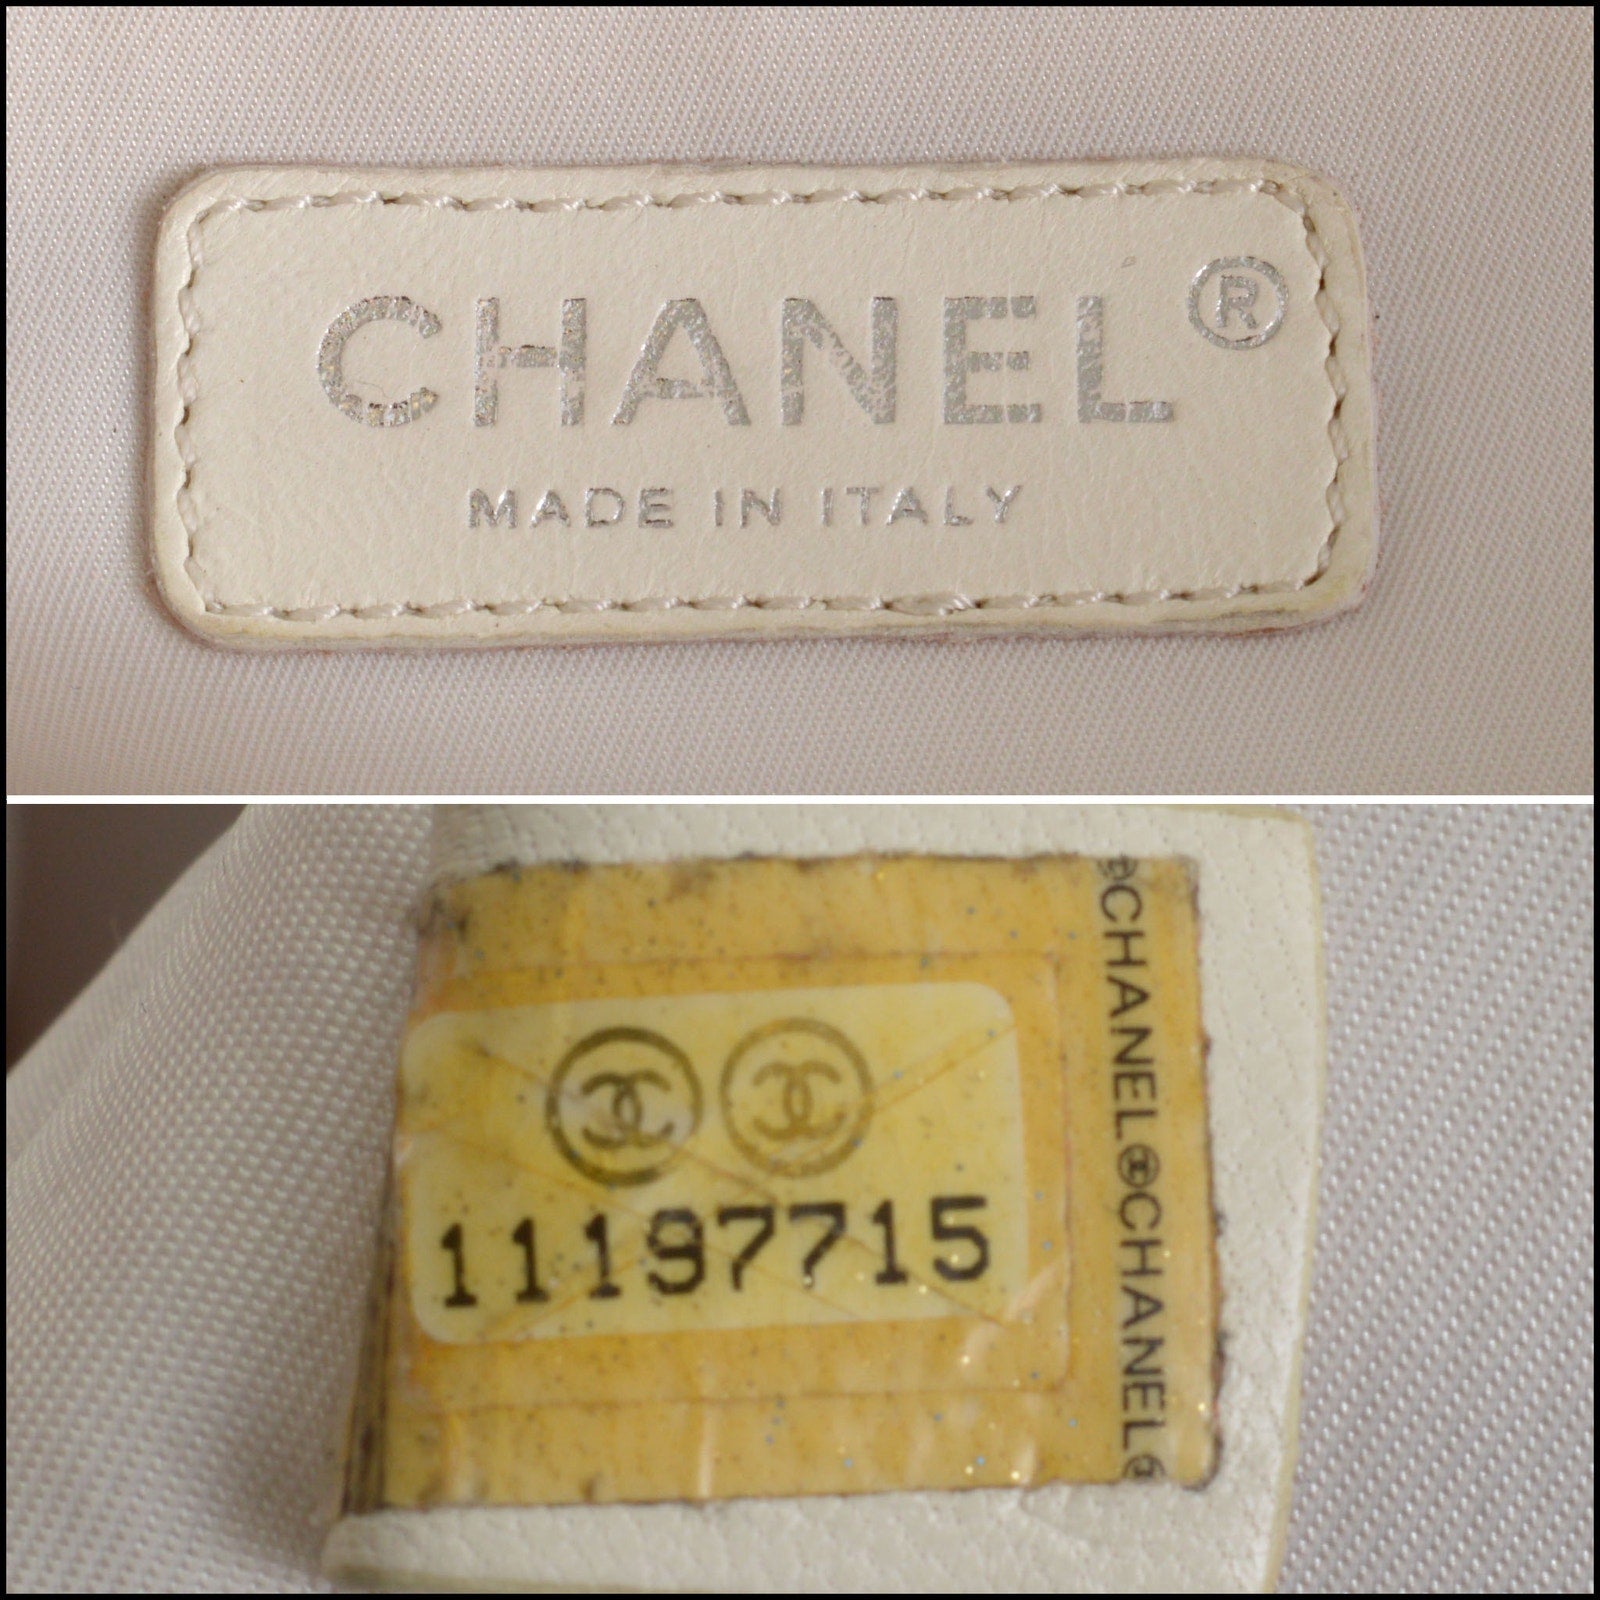 CHANEL®
MADE IN ITALY
11197715
CHANEL CHANEL